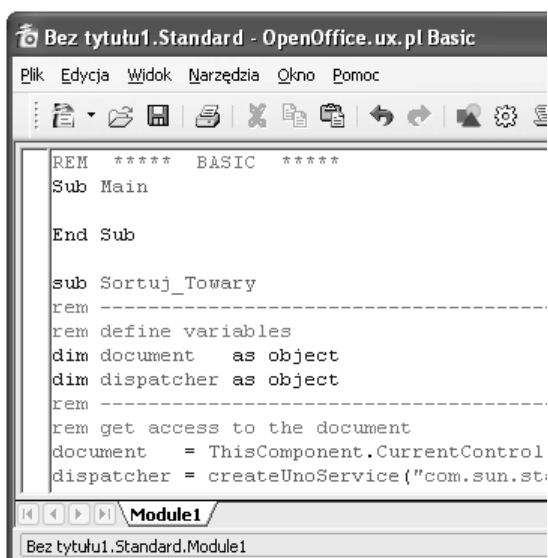 Bez tytułu1.Standard - OpenOffice.ux.pl Basic
Plik Edycja Widok Narzędzia Okno Pomoc
REM ***** BASIC *****
Sub Main
End Sub
sub Sortuj_Towary
rem --------------------------------------
rem define variables
dim document as object
dim dispatcher as object
rem --------------------------------------
rem get access to the document
document = ThisComponent.CurrentControl
dispatcher = createUnoService("com.sun.sta
Module1
Bez tytułu1.Standard.Module1